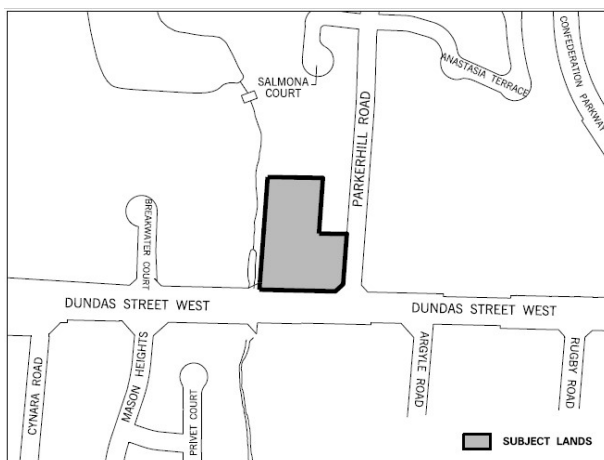 SALMONA
COURT
ANASTASIA TERRACE
CONFEDERATION PARKWAY
PARKERHILL ROAD
BREAKWATER COURT
DUNDAS STREET WEST
DUNDAS STREET WEST
CYNARA ROAD
MASON HEIGHTS
PRIVET COURT
ARGYLE ROAD
RUGBY ROAD
SUBJECT LANDS